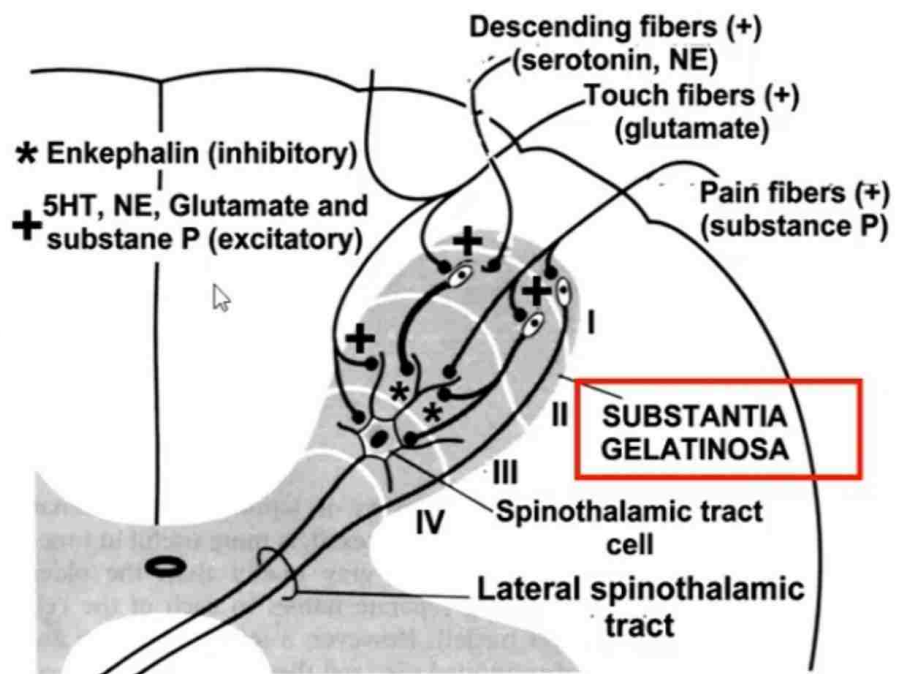 Descending fibers (+)
(serotonin, NE)
Touch fibers (+)
(glutamate)
* Enkephalin (inhibitory)
+ 5HT, NE, Glutamate and
substane P (excitatory)
Pain fibers (+)
(substance P)
+
+
+
I
*
*
II
SUBSTANTIA
GELATINOSA
III
IV
Spinothalamic tract
cell
Lateral spinothalamic
tract